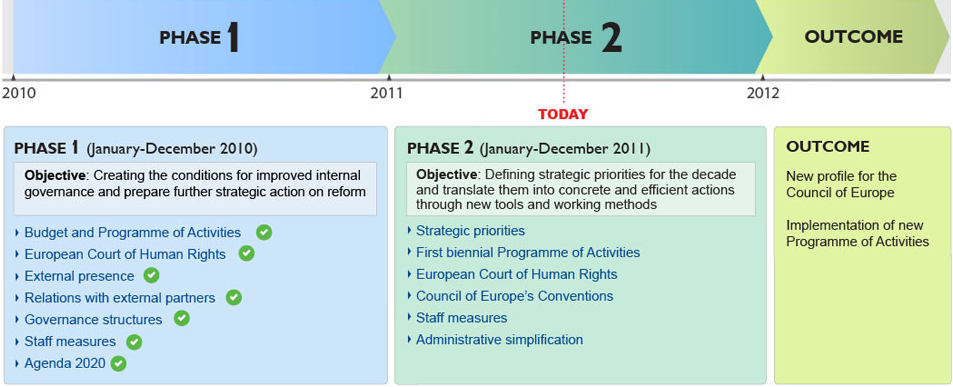 PHASE 1
PHASE 2
OUTCOME
2010
2011
2012
TODAY
PHASE 1 (January-December 2010)
Objective: Creating the conditions for improved internal
governance and prepare further strategic action on reform
Budget and Programme of Activities
European Court of Human Rights
External presence
Relations with external partners
Governance structures
Staff measures
Agenda 2020
PHASE 2 (January-December 2011)
Objective: Defining strategic priorities for the decade
and translate them into concrete and efficient actions
through new tools and working methods
Strategic priorities
First biennial Programme of Activities
European Court of Human Rights
Council of Europe's Conventions
Staff measures
Administrative simplification
OUTCOME
New profile for the
Council of Europe
Implementation of new
Programme of Activities